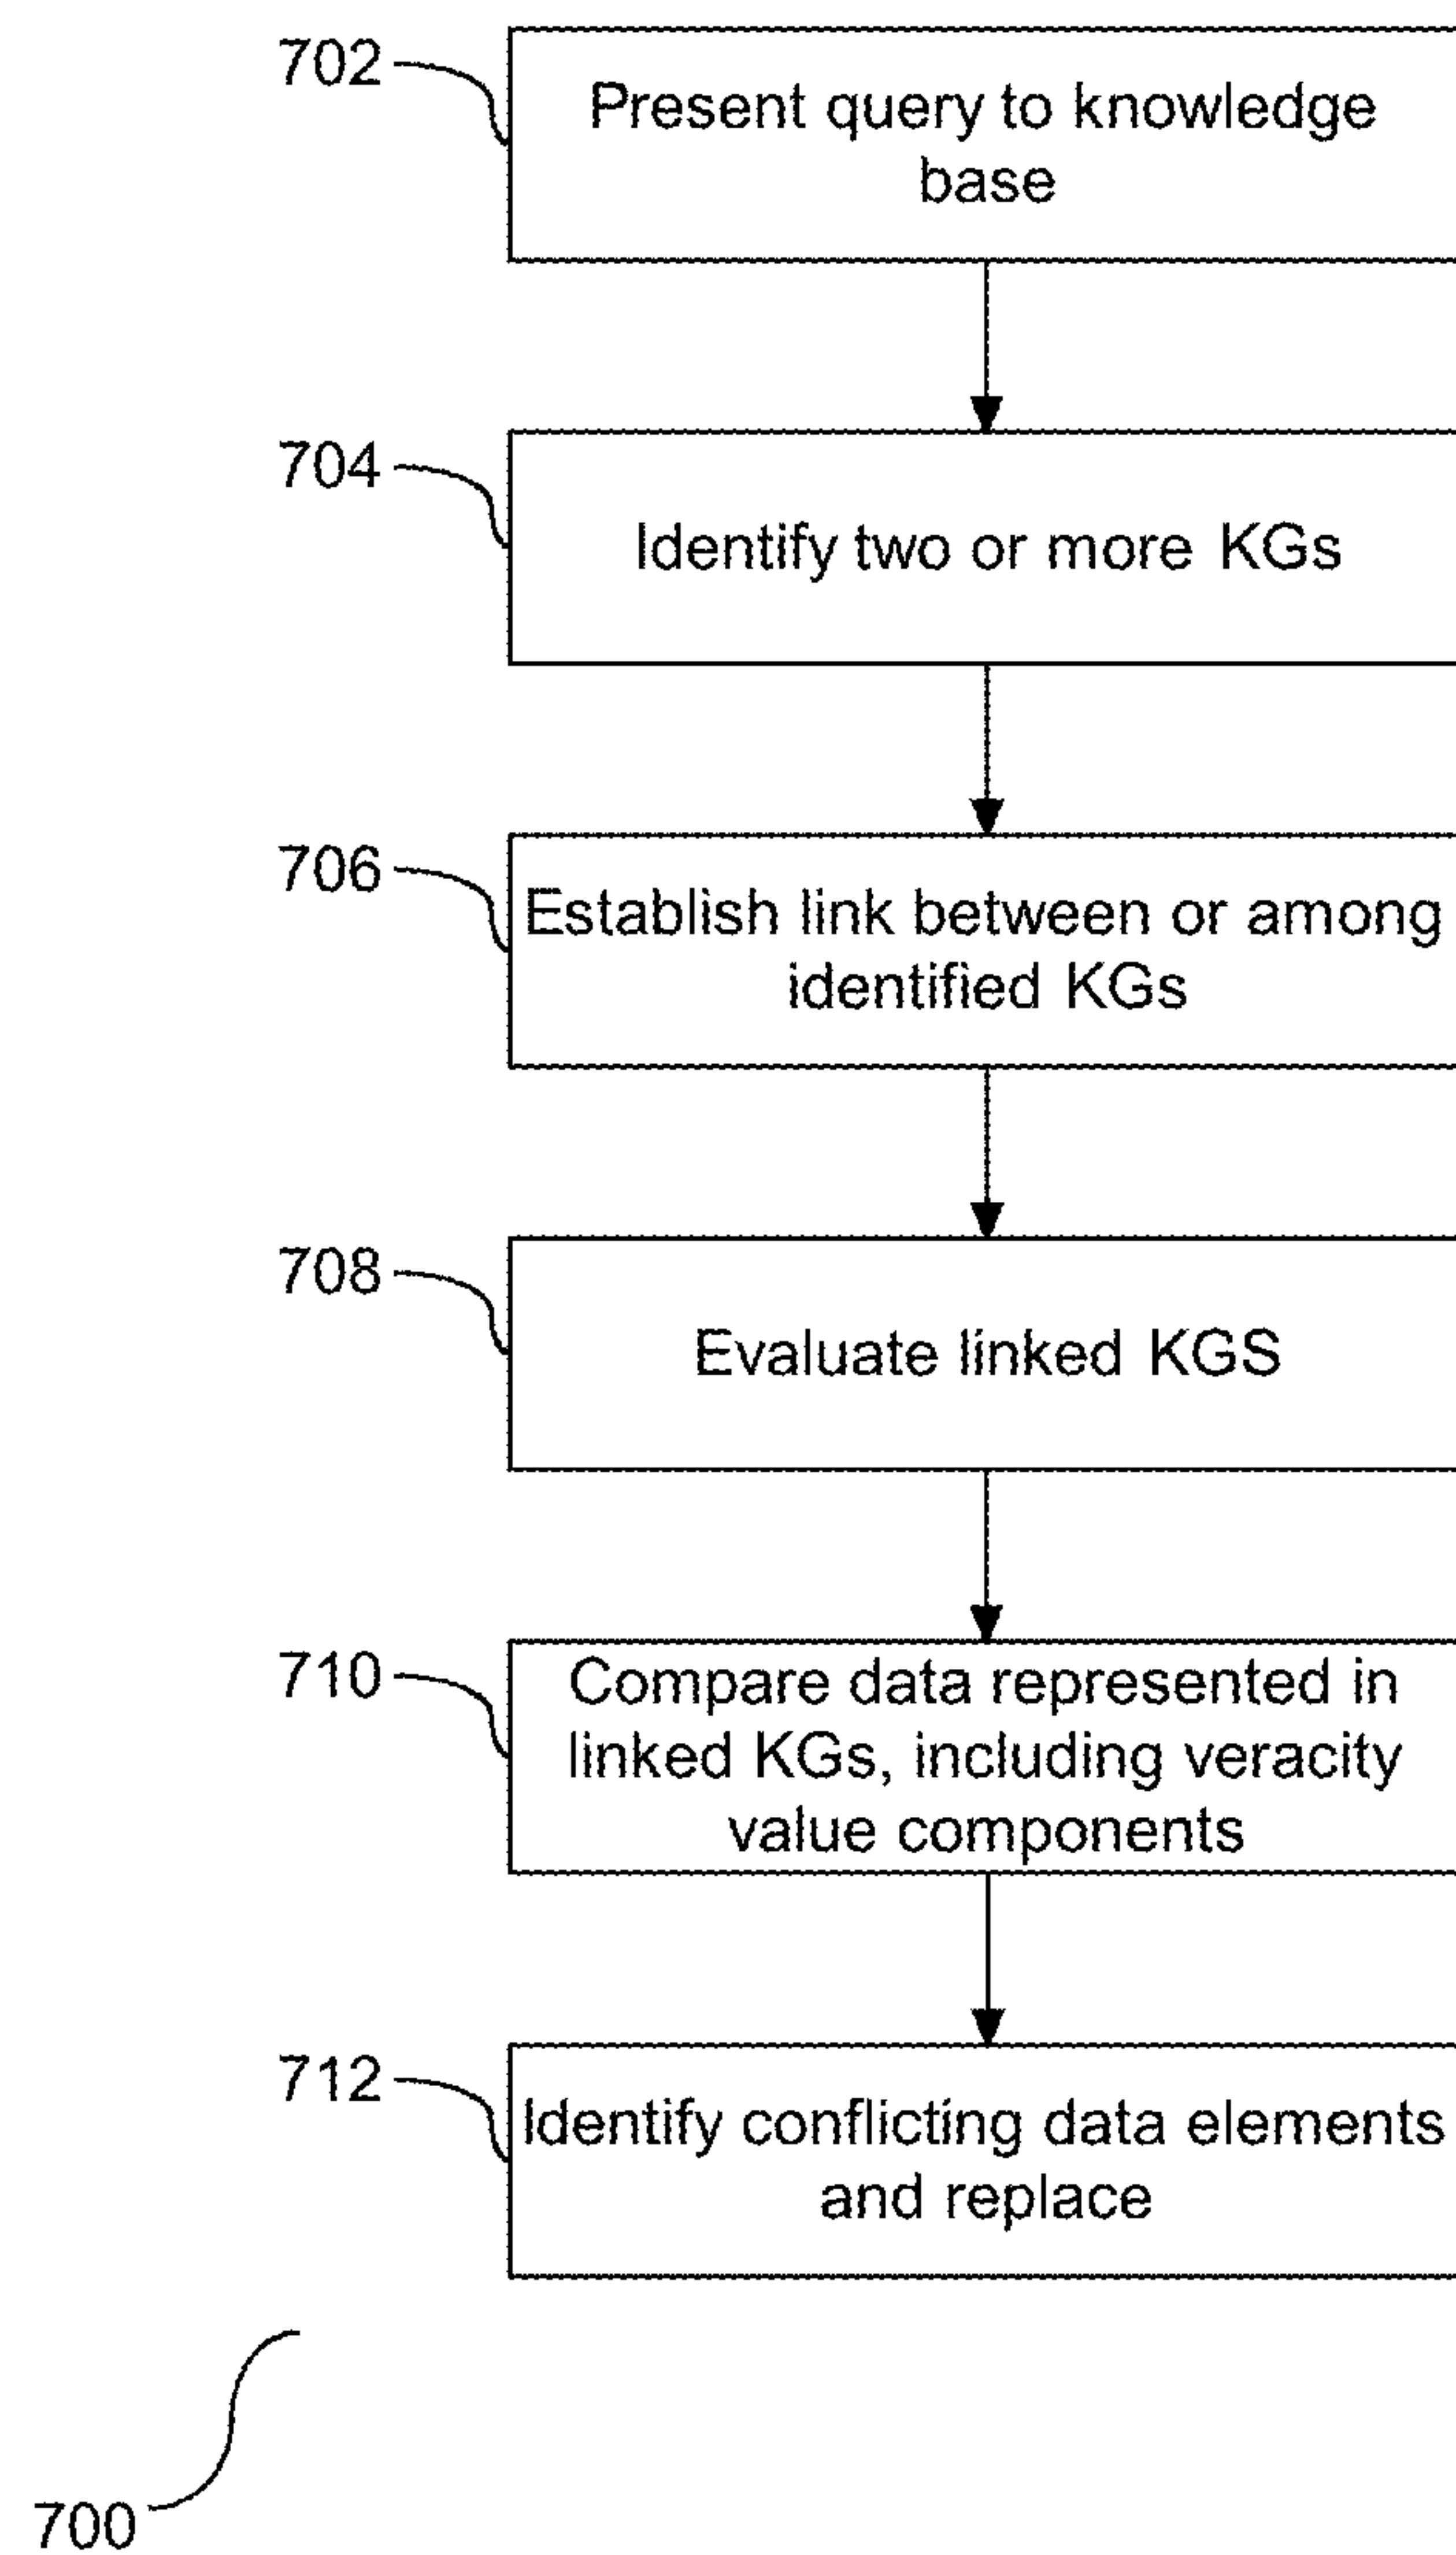 702
Present query to knowledge
base
704
Identify two or more KGs
706
Establish link between or among
identified KGs
708
Evaluate linked KGS
710
Compare data represented in
linked KGs, including veracity
value components
712
Identify conflicting data elements
and replace
700